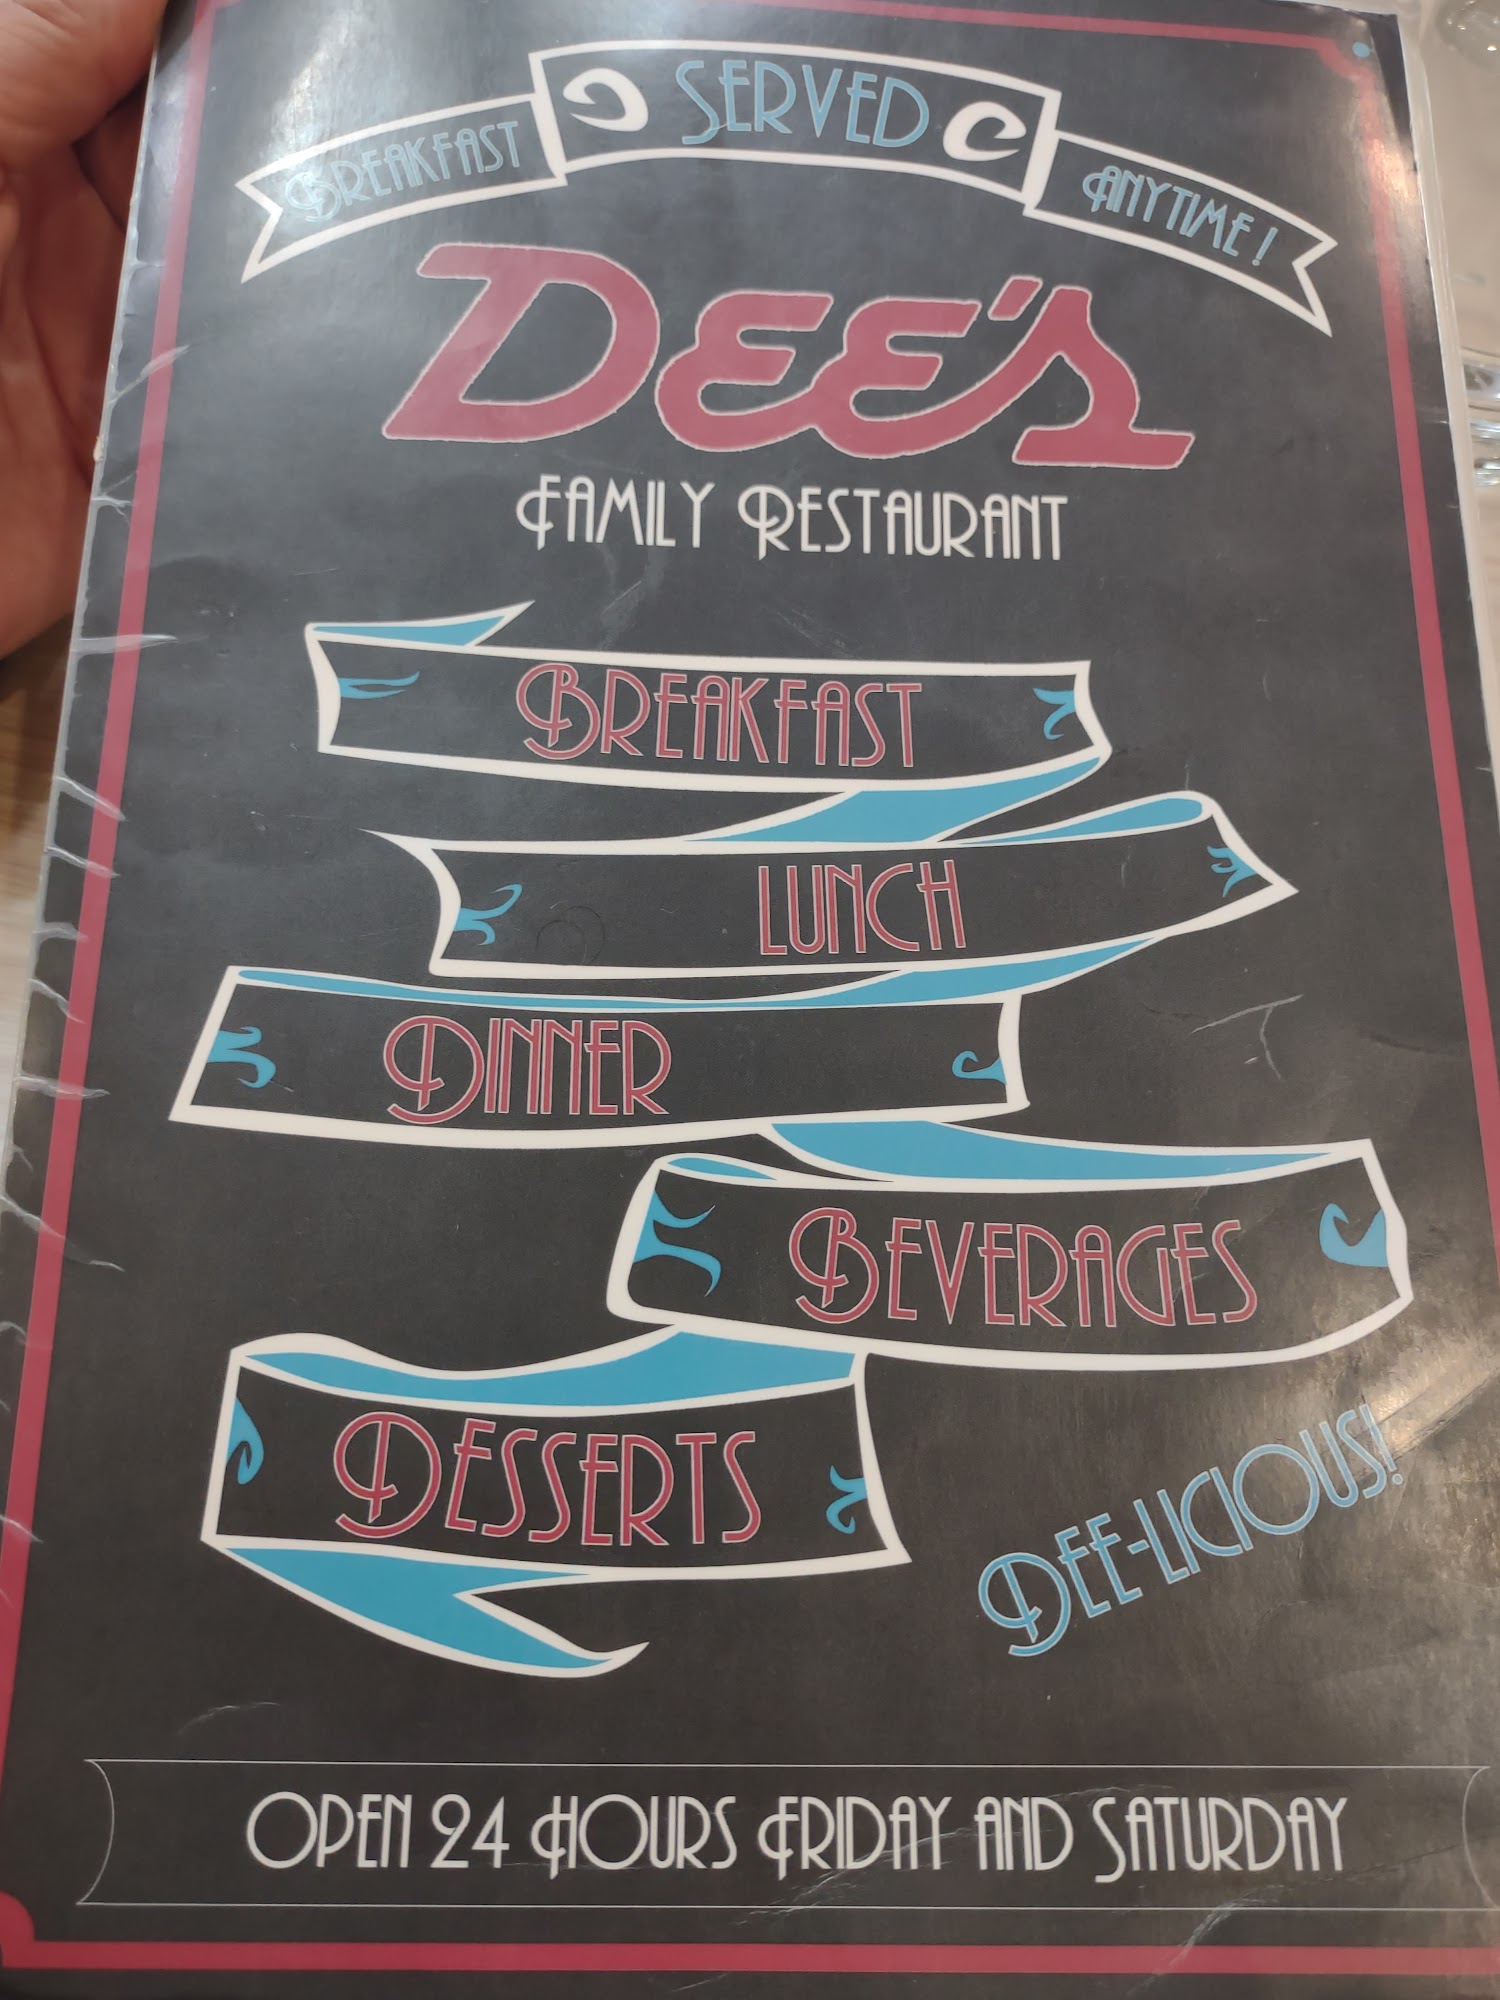 Breakfast Served Anytime!
Dee's
Family Restaurant
Breakfast
Lunch
Dinner
Beverages
Desserts
Dee-licious!
Open 24 Hours Friday and Saturday